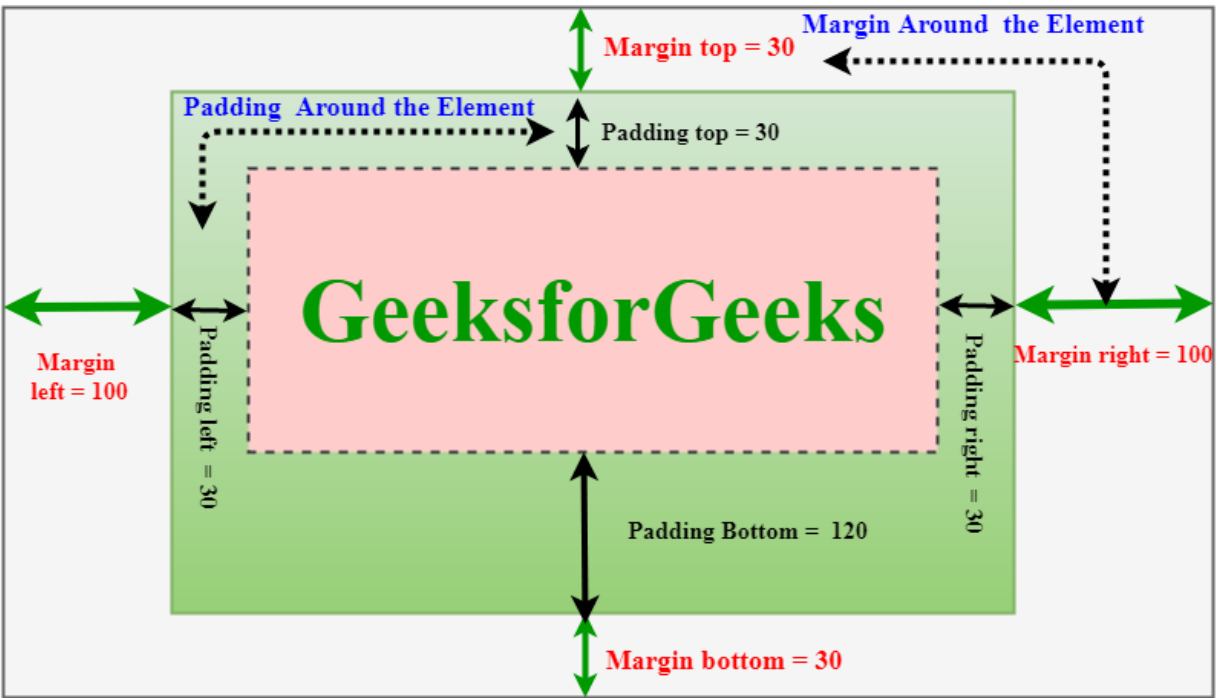 Margin Around  the Element
Margin top = 30
Padding  Around the Element
Padding top = 30
GeeksforGeeks
Margin
left = 100
Padding left  = 30
Padding right  = 30
Margin right = 100
Padding Bottom =  120
Margin bottom = 30